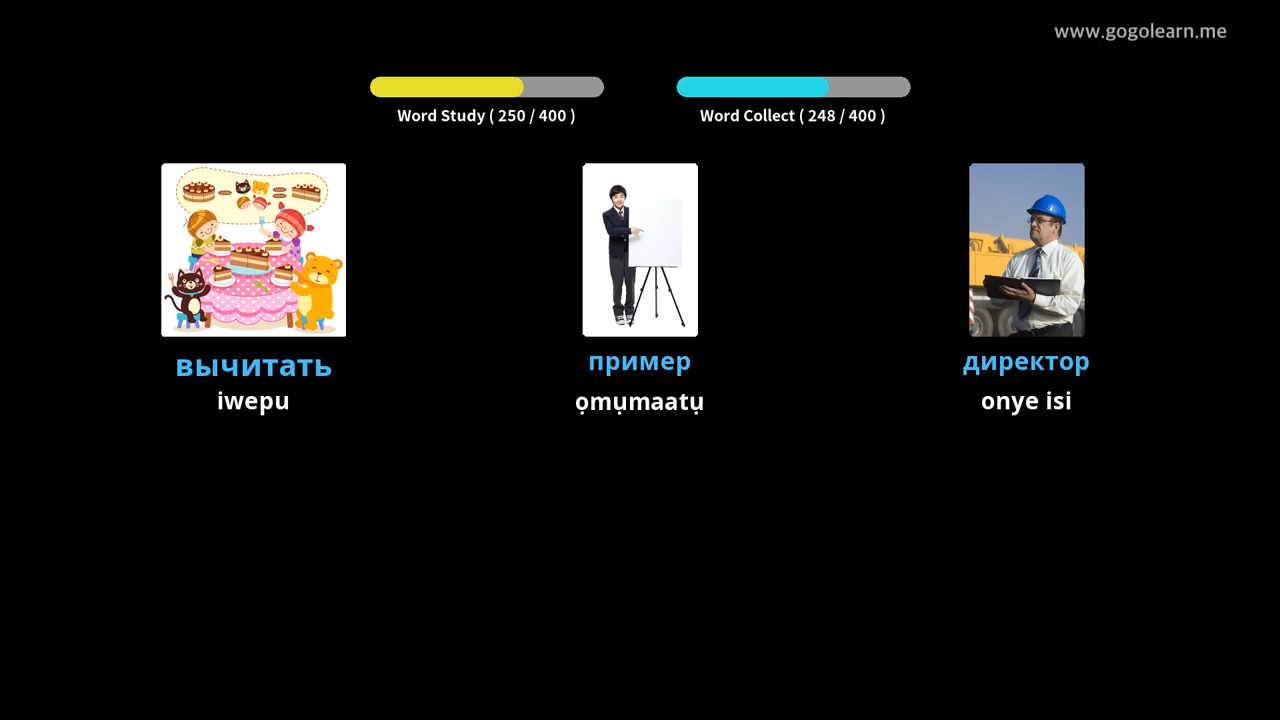 www.gogolearn.me
Word Study ( 250 / 400 )
Word Collect ( 248 / 400 )
вычитать
iwepu
пример
ọmụmaatụ
директор
onye isi